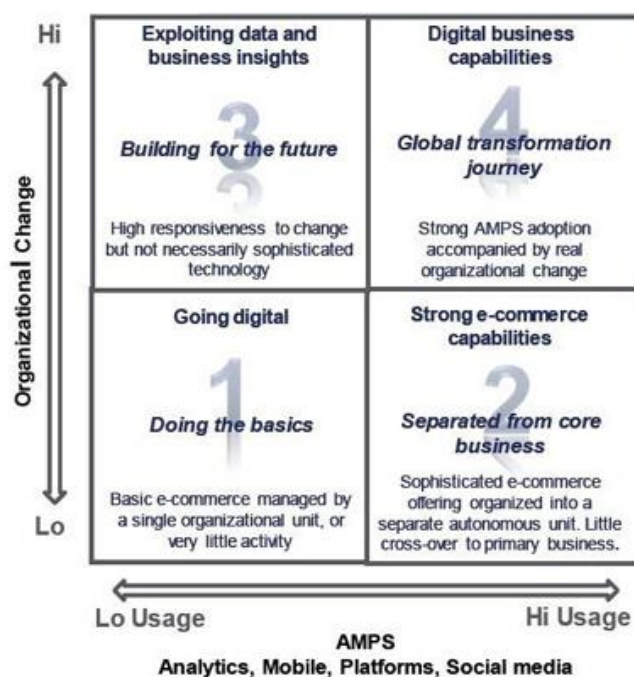 Hi
Organizational Change
Lo
Exploiting data and
business insights
3
Building for the future
High responsiveness to change
but not necessarily sophisticated
technology
Digital business
capabilities
4
Global transformation
journey
Strong AMPS adoption
accompanied by real
organizational change
Going digital
1
Doing the basics
Basic e-commerce managed by
a single organizational unit, or
very little activity
Strong e-commerce
capabilities
2
Separated from core
business
Sophisticated e-commerce
offering organized into a
separate autonomous unit. Little
cross-over to primary business.
Lo Usage
Hi Usage
AMPS
Analytics, Mobile, Platforms, Social media